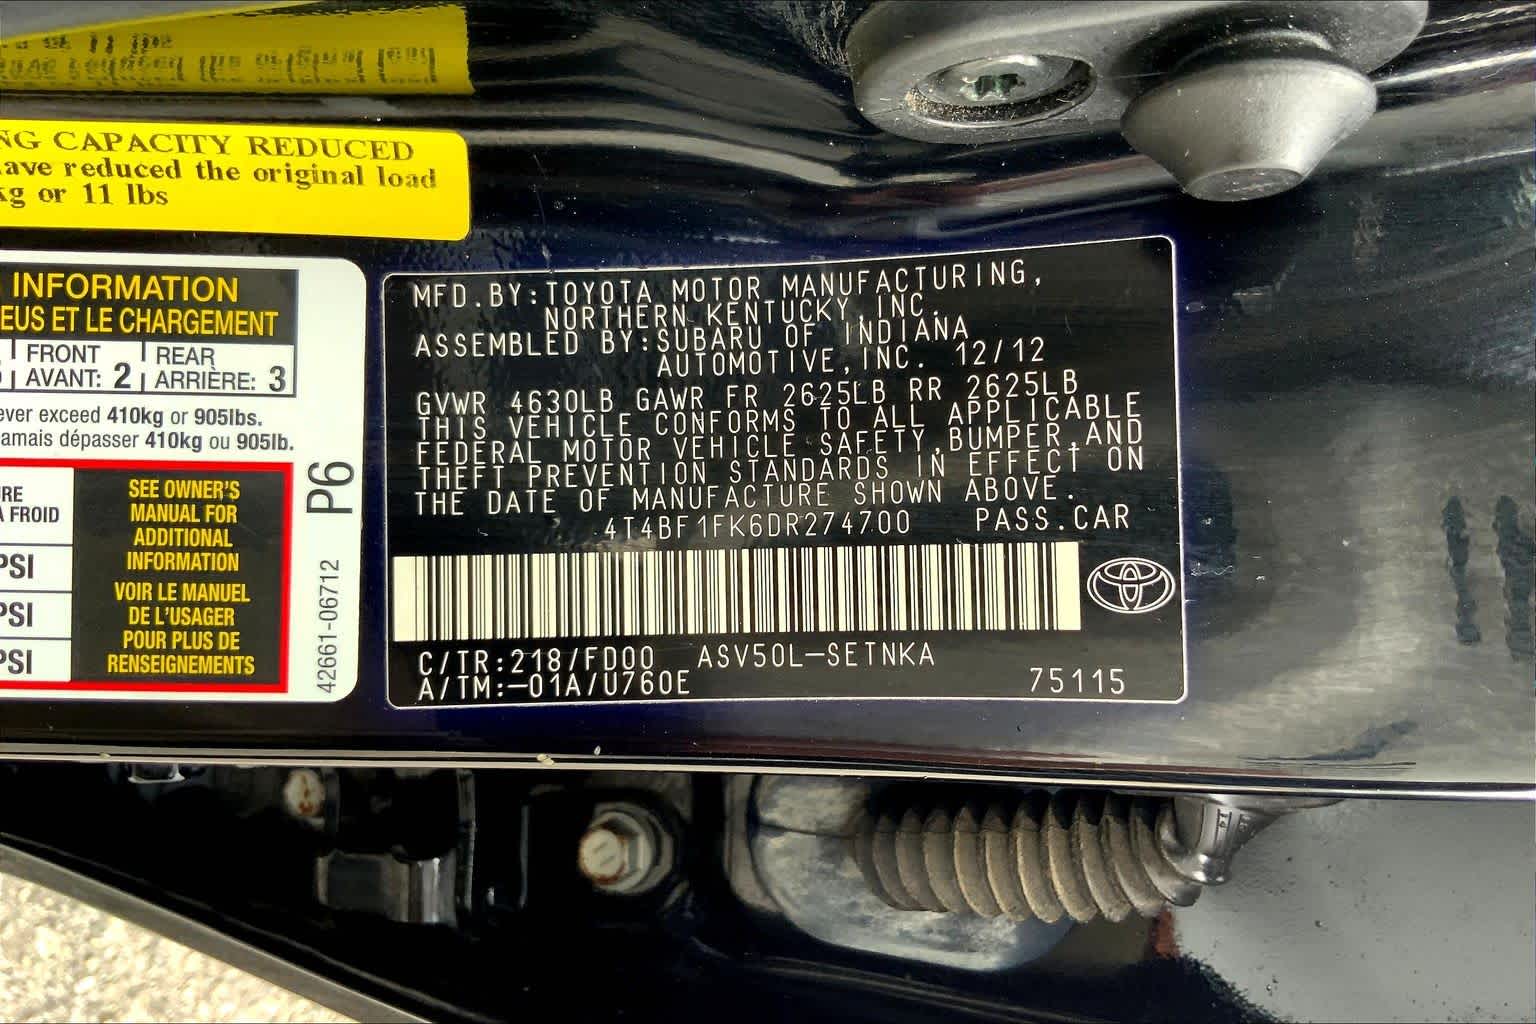 NG CAPACITY REDUCED
ave reduced the original load
kg or 11 lbs
INFORMATION
EUS ET LE CHARGEMENT
FRONT
AVANT: 2
REAR
ARRIÈRE: 3
ever exceed 410kg or 905lbs.
amais dépasser 410kg ou 905lb.
RE
A FROID
PSI
PSI
PSI
SEE OWNER'S
MANUAL FOR
ADDITIONAL
INFORMATION
VOIR LE MANUEL
DE L'USAGER
POUR PLUS DE
RENSEIGNEMENTS
P6
42661-06712
MFD.BY:TOYOTA MOTOR MANUFACTURING,
NORTHERN KENTUCKY,INC.
ASSEMBLED BY:SUBARU OF INDIANA
AUTOMOTIVE,INC. 12/12
GVWR 4630LB GAWR FR 2625LB RR 2625LB
THIS VEHICLE CONFORMS TO ALL APPLICABLE
FEDERAL MOTOR VEHICLE SAFETY,BUMPER,AND
THEFT PREVENTION STANDARDS IN EFFECT ON
THE DATE OF MANUFACTURE SHOWN ABOVE.
4T4BF1FK6DR274700 PASS.CAR
C/TR:218/FD00 ASV50L-SETNKA
A/TM:-01A/U760E 75115